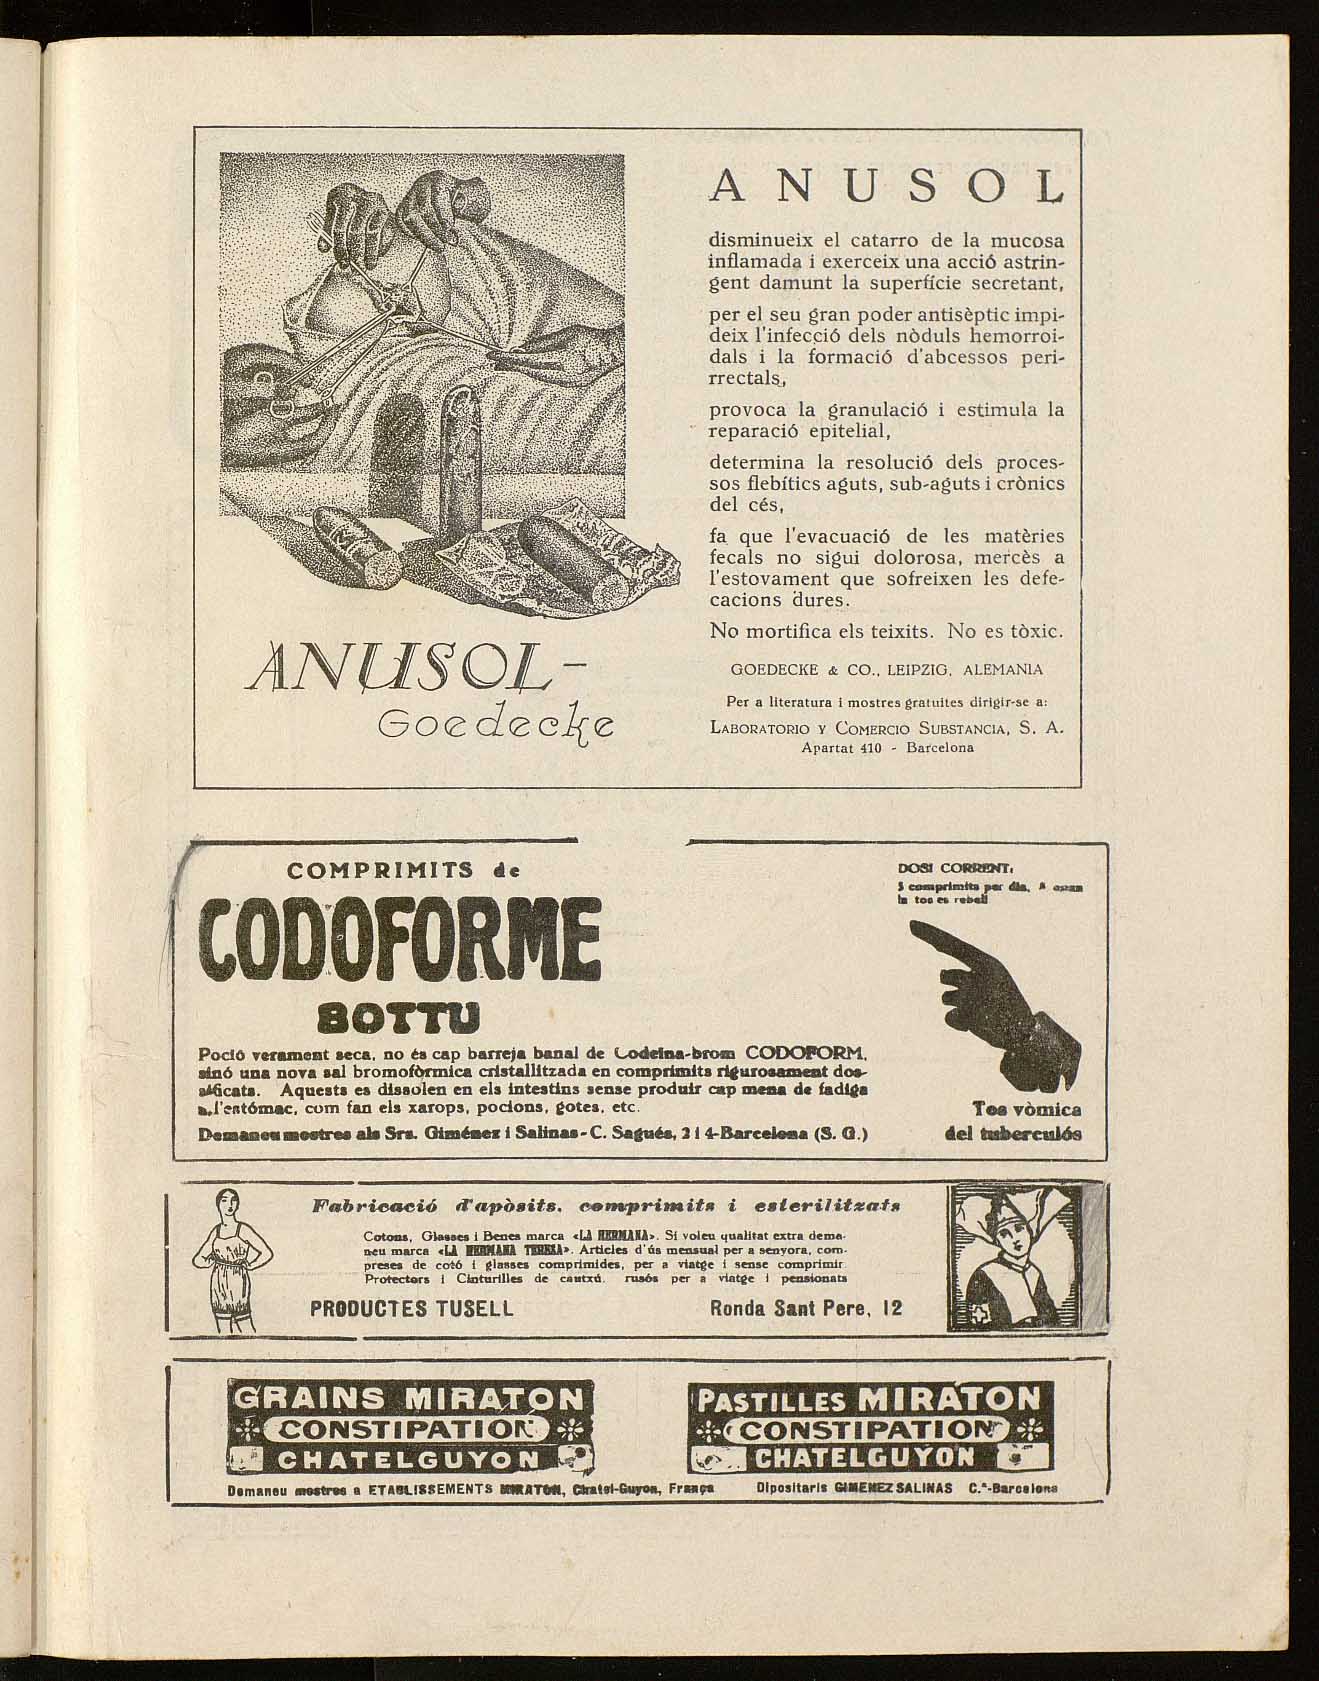 ANUSOL
disminueix el catarro de la mucosa
inflamada i exerceix una acció astrin-
gent damunt la superfície secretant,
per el seu gran poder antisèptic impi-
deix l'infecció dels nòduls hemorroi-
dals i la formació d'abcessos peri-
rrectals,
provoca la granulació i estimula la
reparació epitelial,
determina la resolució dels proces-
sos flebítics aguts, sub-aguts i crònics
del cés,
fa que l'evacuació de les matèries
fecals no sigui dolorosa, mercès a
l'estovament que sofreixen les defe-
cacions dures.
No mortifica els teixits. No es tòxic.
GOEDECKE & CO., LEIPZIG, ALEMANIA
Per a literatura i mostres gratuites dirigir-se a:
LABORATORIO Y COMERCIO SUBSTANCIA, S. A.
Apartat 410 - Barcelona
ANUSOL-
Goedecke
COMPRIMITS de
CODOFORME
BOTTU
Poció verament seca, no és cap barreja banal de Codeina-brom CODOFORM,
sinó una nova sal bromofòrmica cristallitzada en comprimits rigurosament dos-
sificats. Aquests es dissolen en els intestins sense produir cap mena de fadiga
a l'estómac, com fan els xarops, pocions, gotes, etc.
Demaneu mostres als Srs. Giménez i Salinas - C. Sagués, 2 i 4-Barcelona (S. G.)
DOSI CORRENT:
5 comprimits per dia,
la tos es rebell
Tos vòmica
del tuberculós
Fabricació d'apòsits, comprimits i esterilitzats
Cotons, Glasses i Benes marca «LA HERMANA». Si voleu qualitat extra dema-
neu marca «LA HERMANA TERESA». Articles d'ús mensual per a senyora, com-
preses de cotó i glasses comprimides, per a viatge i sense comprimir.
Protectors i Cinturilles de cautxú. rusós per a viatge i pensionats
PRODUCTES TUSELL Ronda Sant Pere, 12
GRAINS MIRATON
CONSTIPATION
CHATELGUYON
PASTILLES MIRATON
CONSTIPATION
CHATELGUYON
Demaneu mostres a ETABLISSEMENTS MIRATON, Chatel-Guyon, França Dipositaris GIMENEZ SALINAS C.ª-Barcelona